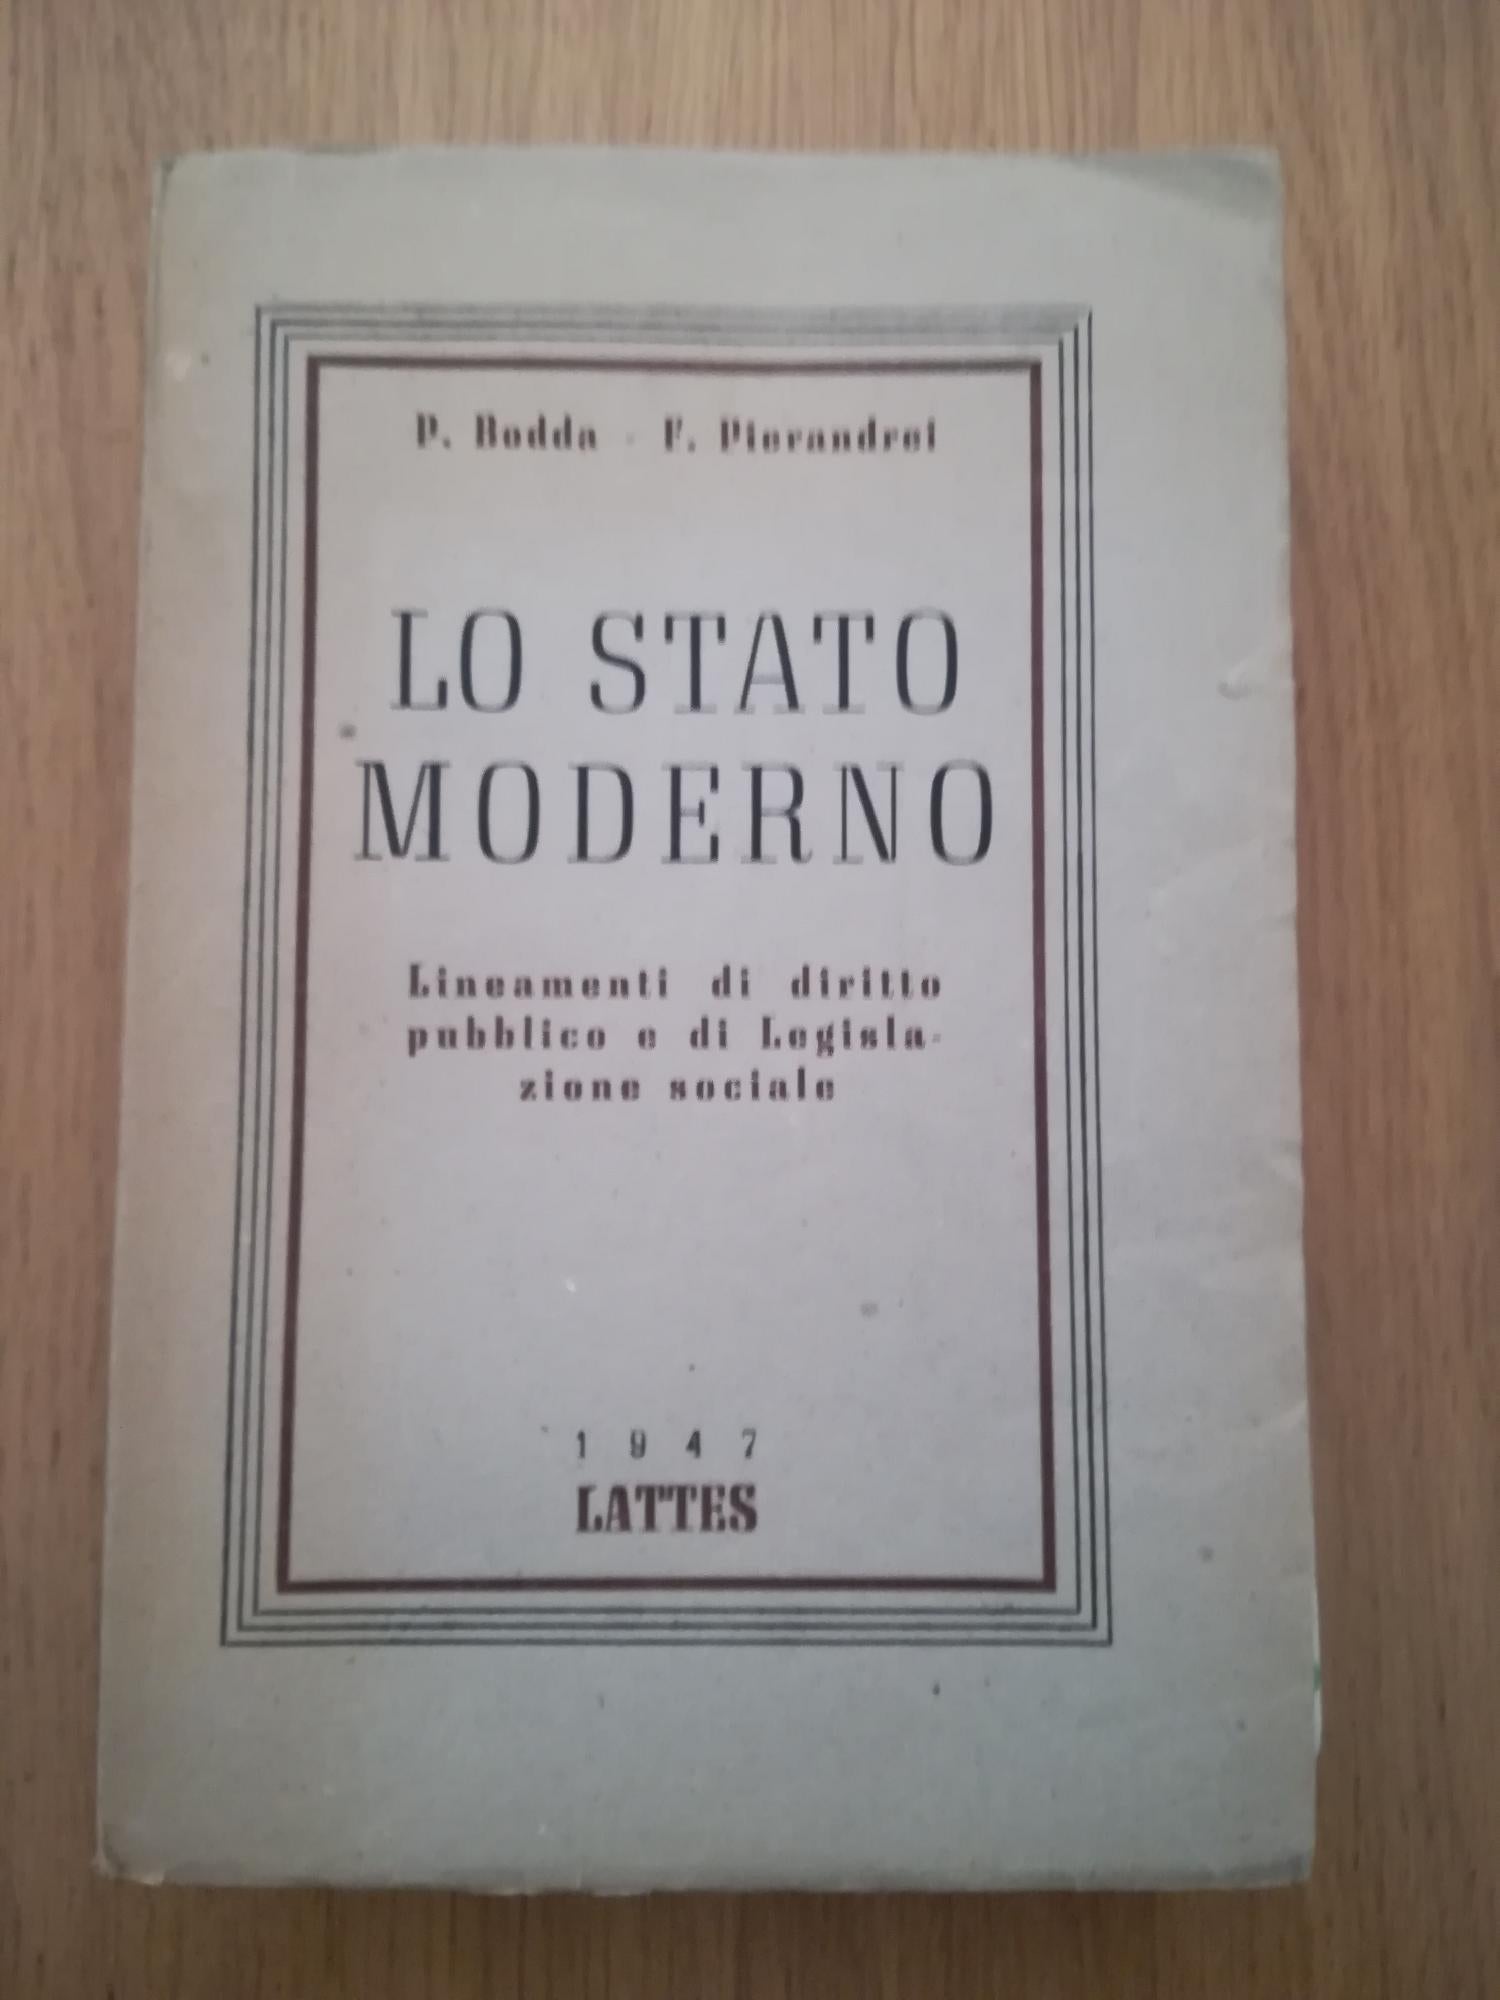 P. Bodda - F. Pierandrei
LO STATO
MODERNO
Lineamenti di diritto
pubblico e di Legisla-
zione sociale
1947
LATTES